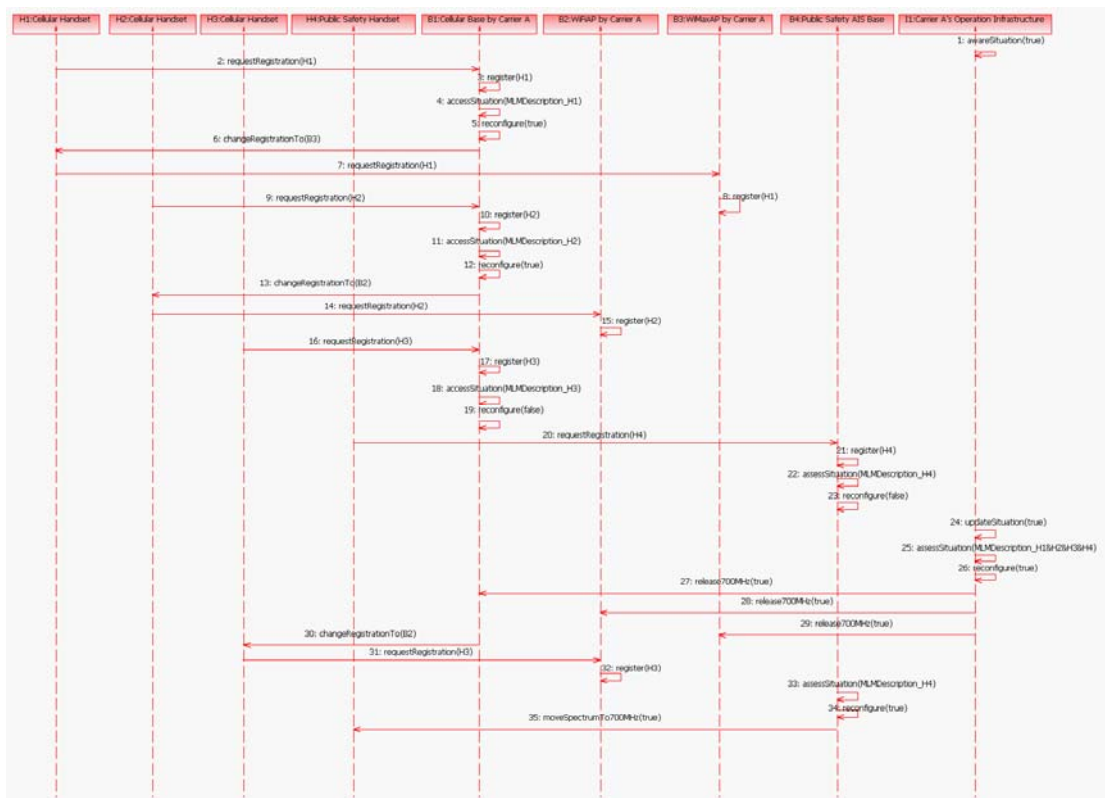 H1:Cellular Handset
H2:Cellular Handset
H3:Cellular Handset
H4:Public Safety Handset
B1:Cellular Base by Carrier A
B2:WiFiAP by Carrier A
B3:WiMaxAP by Carrier A
B4:Public Safety AIS Base
I1:Carrier A's Operation Infrastructure
1: awareSituation(true)
2: requestRegistration(H1)
3: register(H1)
4: accessSituation(MLMDescription_H1)
5: reconfigure(true)
6: changeRegistrationTo(B3)
7: requestRegistration(H1)
8: register(H1)
9: requestRegistration(H2)
10: register(H2)
11: accessSituation(MLMDescription_H2)
12: reconfigure(true)
13: changeRegistrationTo(B2)
14: requestRegistration(H2)
15: register(H2)
16: requestRegistration(H3)
17: register(H3)
18: accessSituation(MLMDescription_H3)
19: reconfigure(false)
20: requestRegistration(H4)
21: register(H4)
22: assessSituation(MLMDescription_H4)
23: reconfigure(false)
24: updateSituation(true)
25: assessSituation(MLMDescription_H1&H2&H3&H4)
26: reconfigure(true)
27: release700MHz(true)
28: release700MHz(true)
29: release700MHz(true)
30: changeRegistrationTo(B2)
31: requestRegistration(H3)
32: register(H3)
33: assessSituation(MLMDescription_H4)
34: reconfigure(true)
35: moveSpectrumTo700MHz(true)